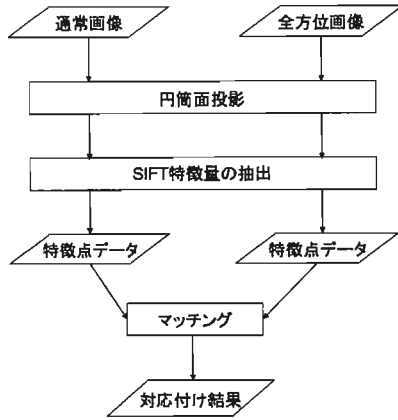 通常画像
全方位画像
円筒面投影
SIFT特徴量の抽出
特徴点データ
特徴点データ
マッチング
対応付け結果